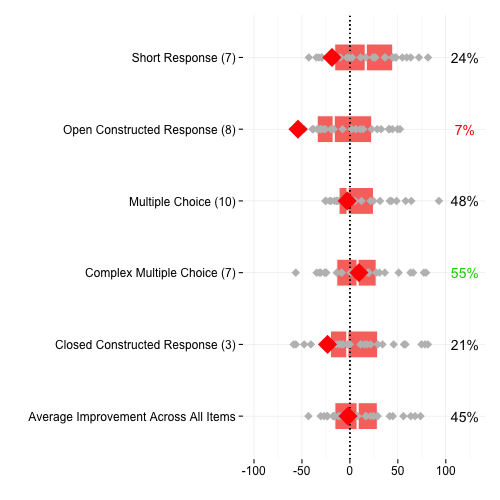 Short Response (7) 24%
Open Constructed Response (8) 7%
Multiple Choice (10) 48%
Complex Multiple Choice (7) 55%
Closed Constructed Response (3) 21%
Average Improvement Across All Items 45%
-100 -50 0 50 100